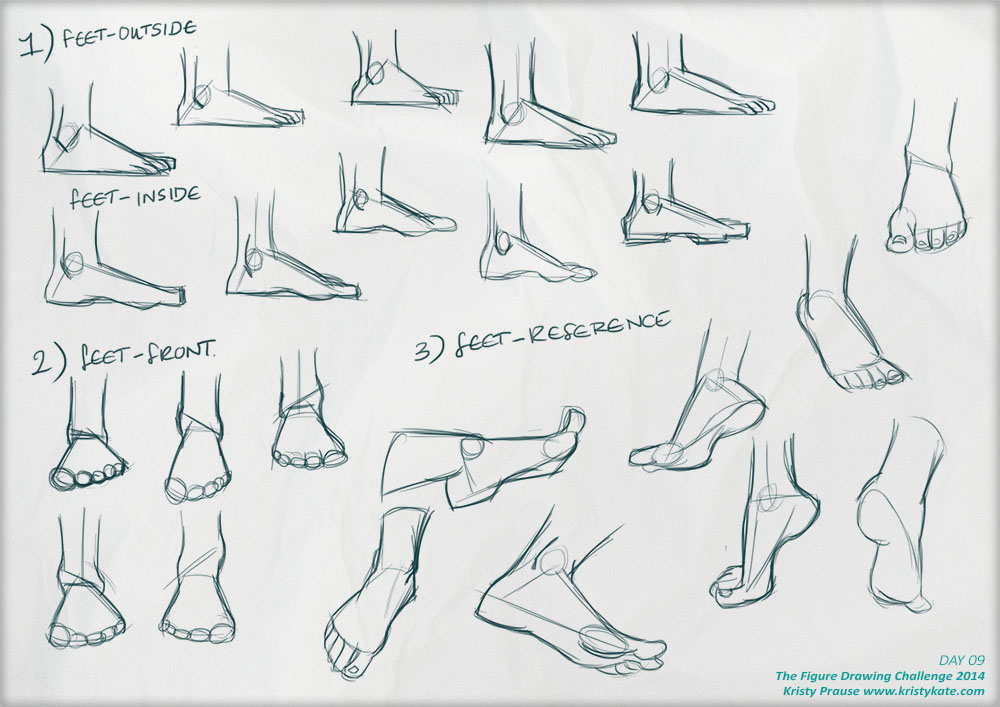 1) FEET-OUTSIDE
FEET-INSIDE
2) FEET-FRONT.
3) FEET-REFERENCE
DAY 09
The Figure Drawing Challenge 2014
Kristy Prause www.kristykate.com